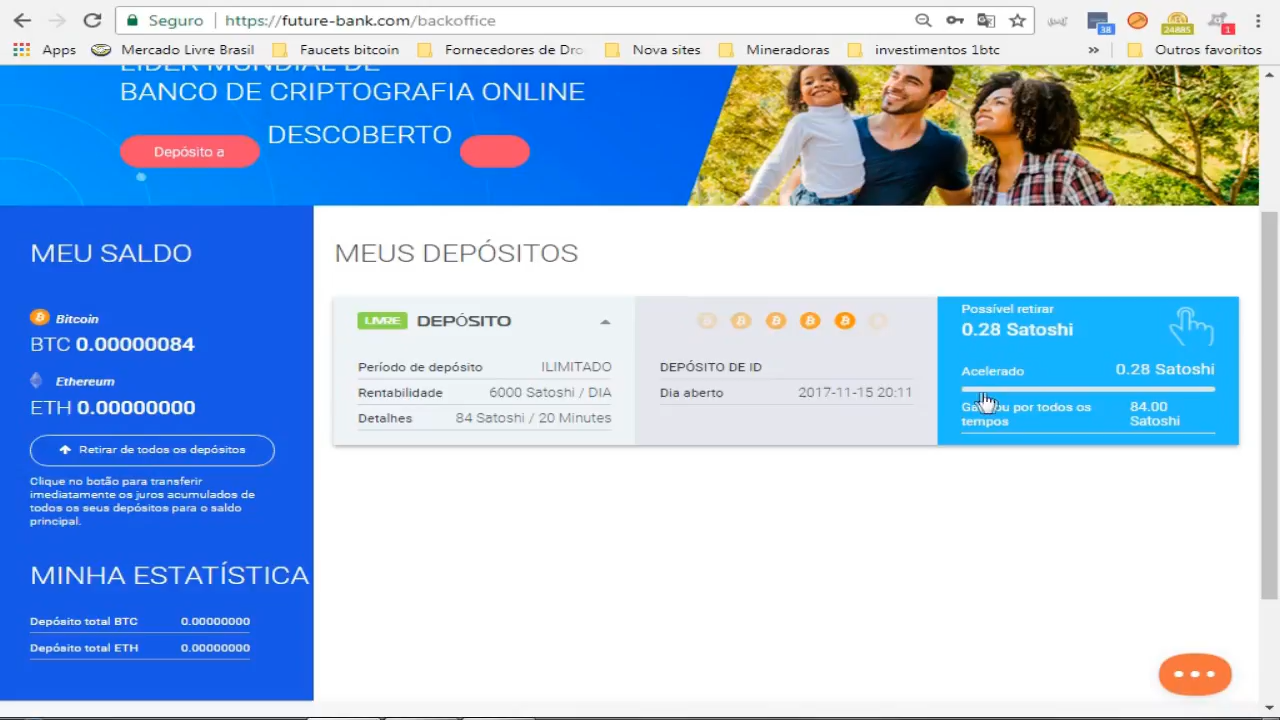 Seguro
https://future-bank.com/backoffice
38
24885
1
Apps
Mercado Livre Brasil
Faucets bitcoin
Fornecedores de Dro
Nova sites
Mineradoras
investimentos 1btc
»
Outros favoritos
LÍDER MUNDIAL DE
BANCO DE CRIPTOGRAFIA ONLINE
Depósito a
DESCOBERTO
MEU SALDO
Bitcoin
BTC 0.00000084
Ethereum
ETH 0.00000000
Retirar de todos os depósitos
Clique no botão para transferir
imediatamente os juros acumulados de
todos os seus depósitos para o saldo
principal.
MINHA ESTATÍSTICA
Depósito total BTC 0.00000000
Depósito total ETH 0.00000000
MEUS DEPÓSITOS
LIVRE DEPÓSITO
Período de depósito ILIMITADO
Rentabilidade 6000 Satoshi / DIA
Detalhes 84 Satoshi / 20 Minutes
DEPÓSITO DE ID
Dia aberto 2017-11-15 20:11
Possível retirar
0.28 Satoshi
Acelerado 0.28 Satoshi
por todos os
tempos
84.00
Satoshi